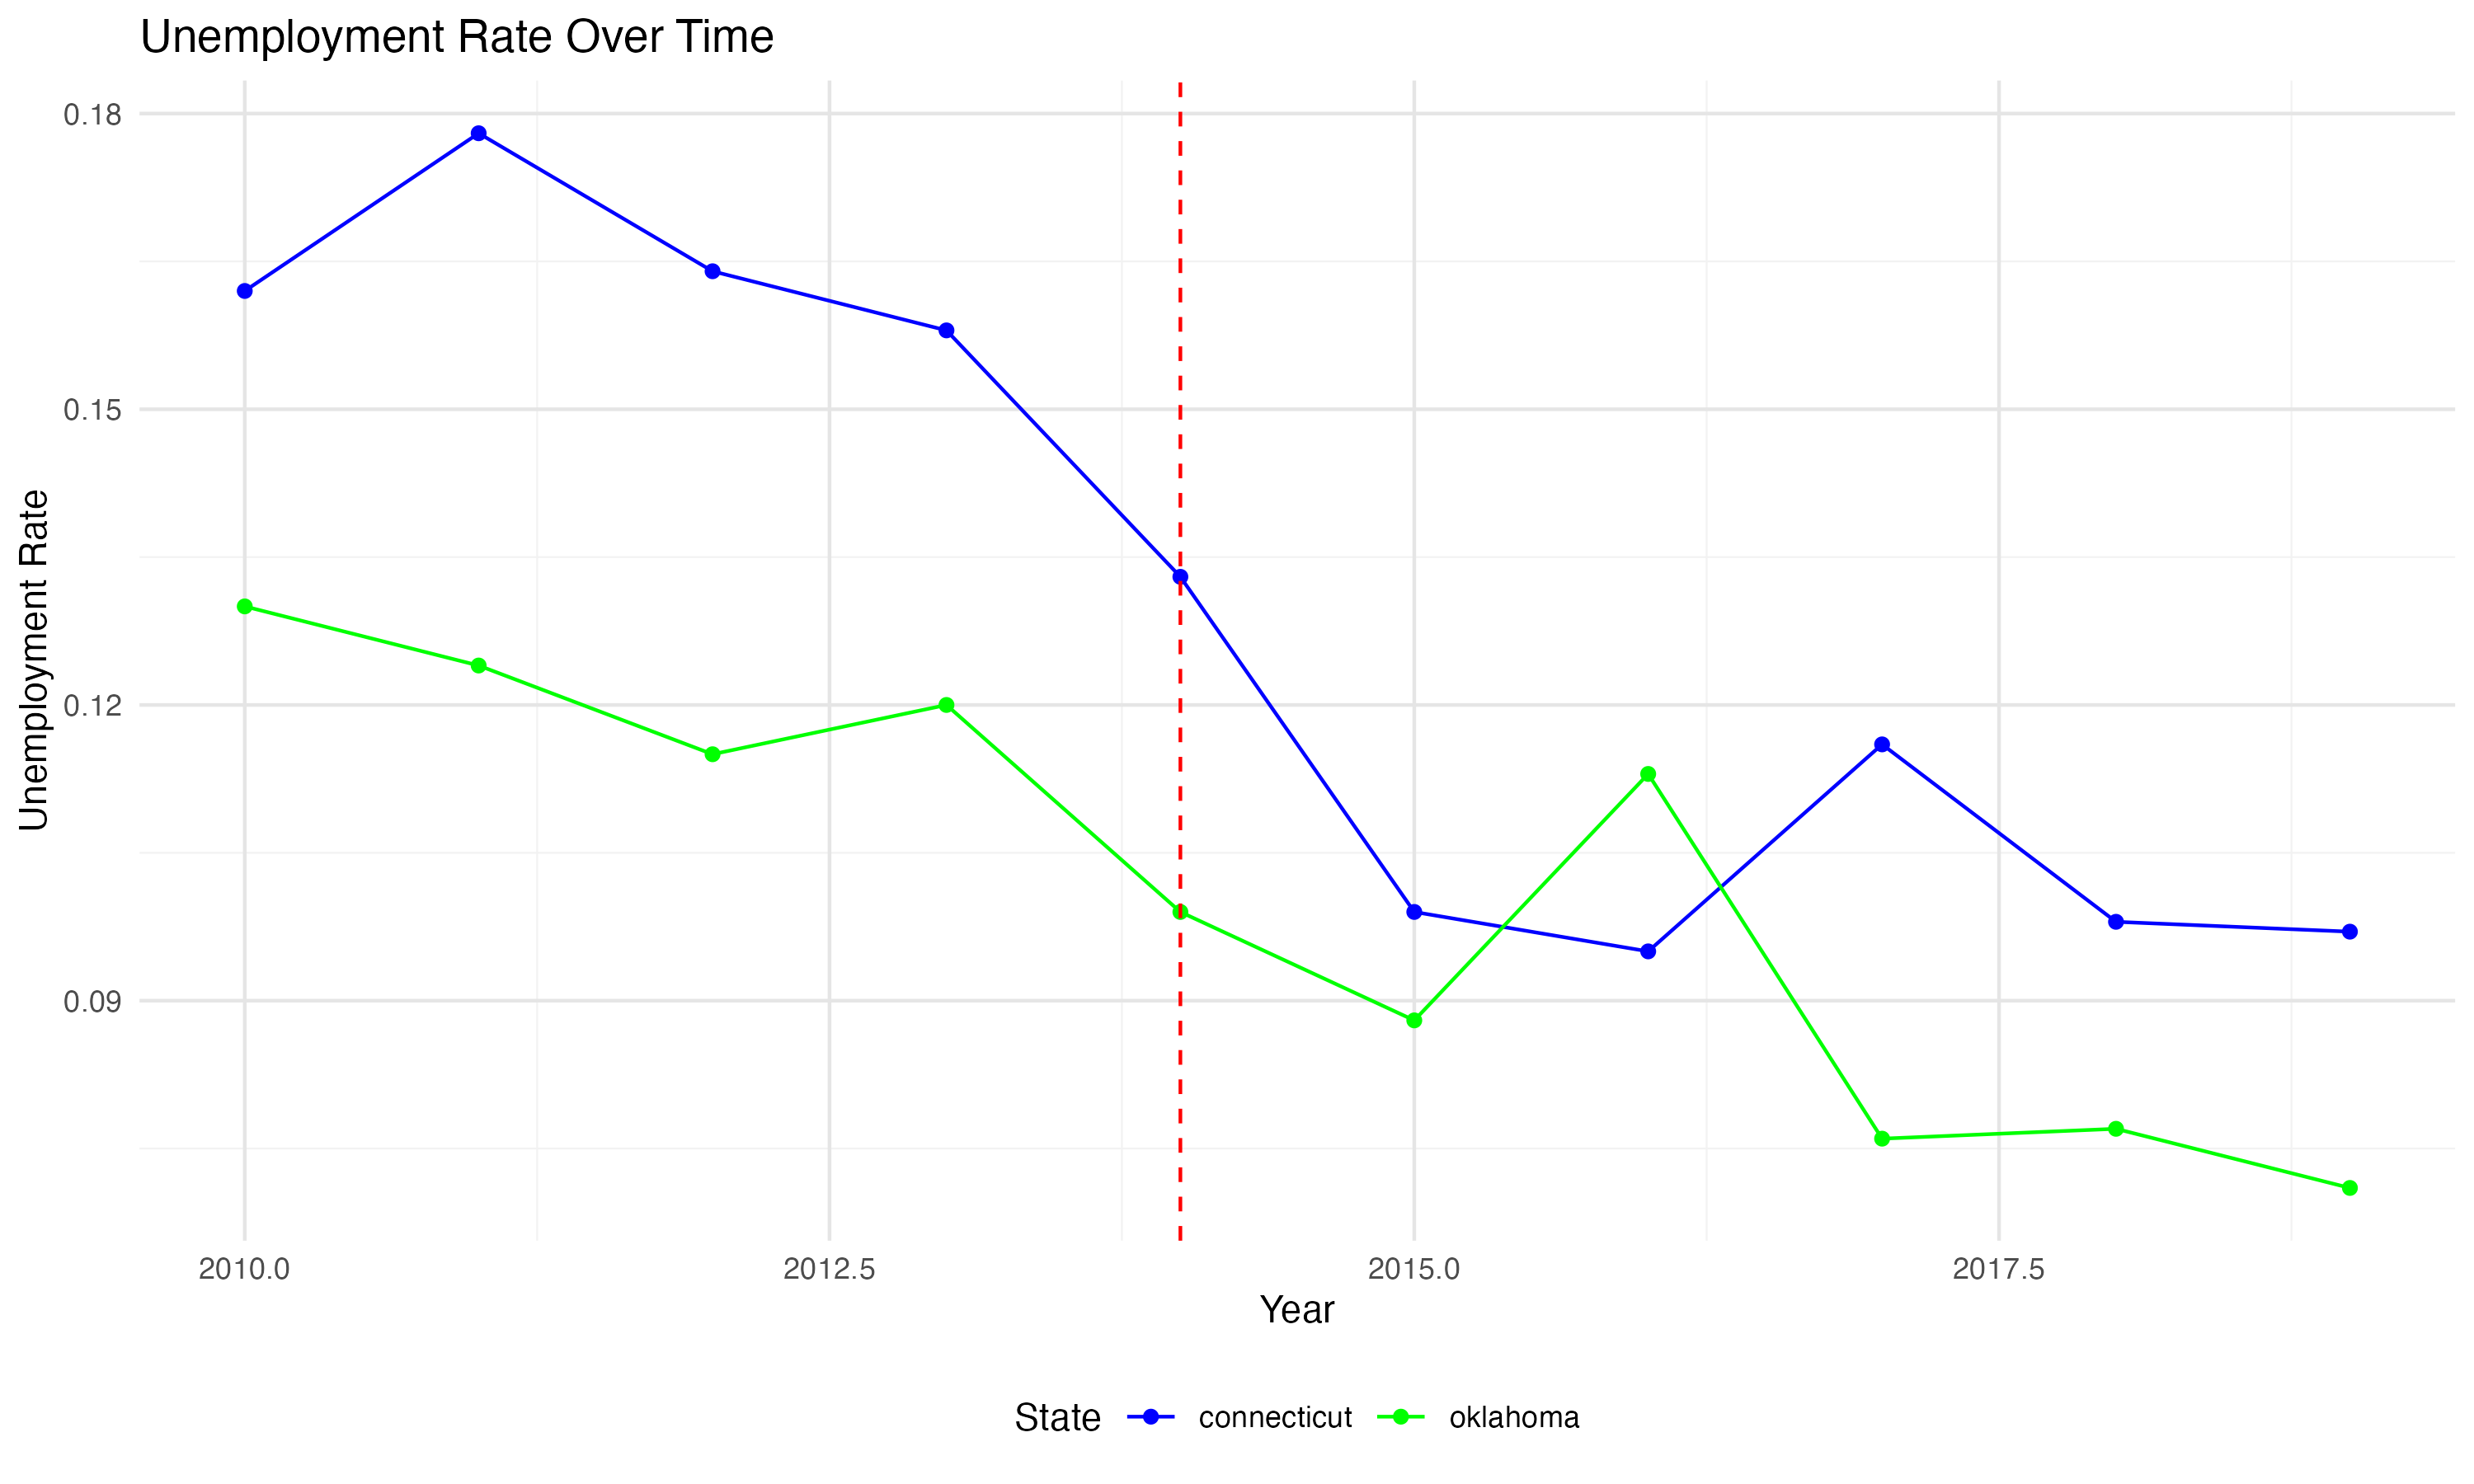 Unemployment Rate Over Time
0.18
0.15
0.12
0.09
Unemployment Rate
2010.0 2012.5 2015.0 2017.5
Year
State connecticut oklahoma